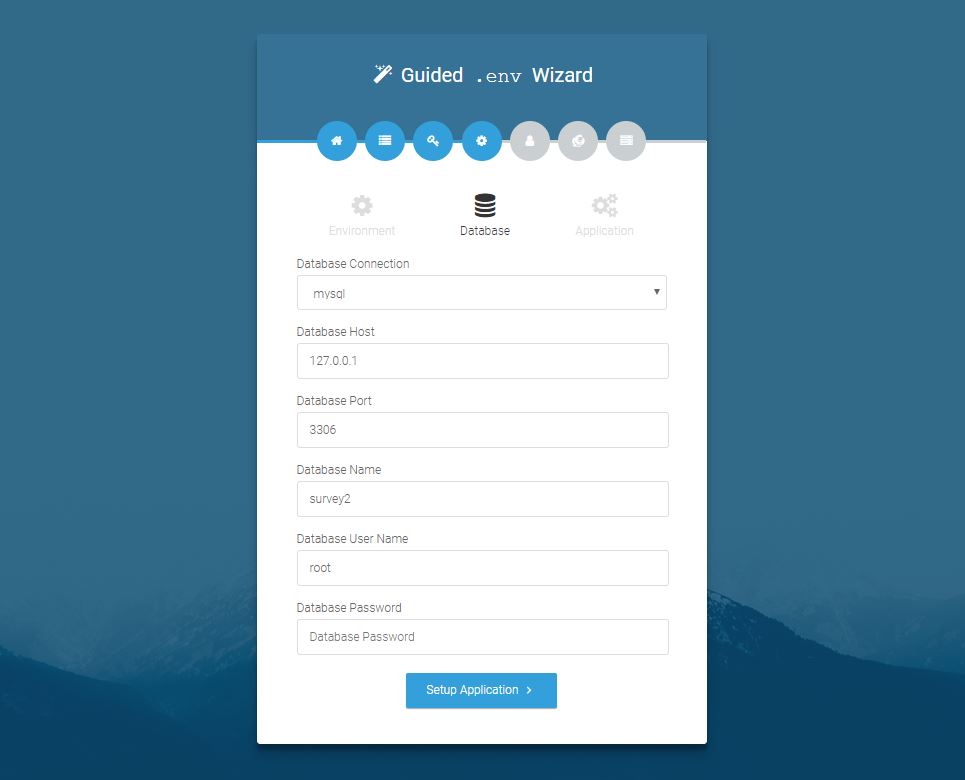 Guided .env Wizard
Environment
Database
Application
Database Connection
mysql
Database Host
127.0.0.1
Database Port
3306
Database Name
survey2
Database User Name
root
Database Password
Database Password
Setup Application